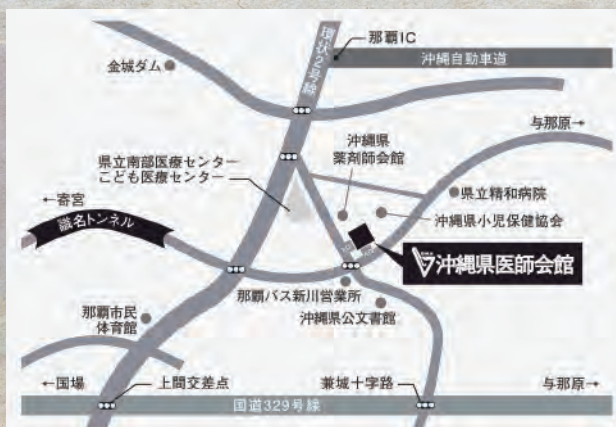 環状2号線
那覇IC
沖縄自動車道
金城ダム
与那原→
沖縄県
薬剤師会館
県立南部医療センター
こども医療センター
県立精和病院
←寄宮
沖縄県小児保健協会
識名トンネル
沖縄県医師会館
那覇バス新川営業所
那覇市民
体育館
沖縄県公文書館
←国場
上間交差点
兼城十字路
与那原→
国道329号線